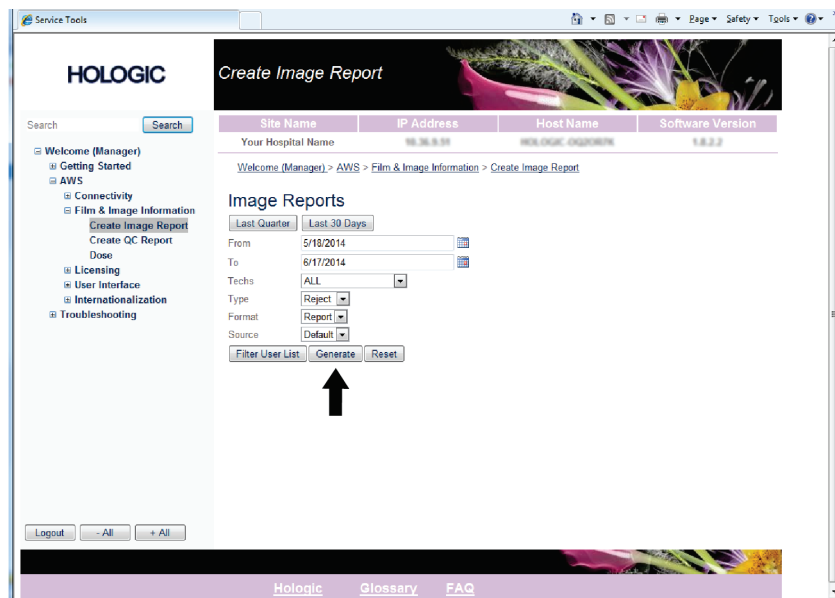 Service Tools
Page Safety Tools
HOLOGIC
Create Image Report
Search Search
Site Name IP Address Host Name Software Version
Your Hospital Name 1.8.2.2
Welcome (Manager) > AWS > Film & Image Information > Create Image Report
Welcome (Manager)
Getting Started
AWS
Connectivity
Film & Image Information
Create Image Report
Create QC Report
Dose
Licensing
User Interface
Internationalization
Troubleshooting
Image Reports
Last Quarter Last 30 Days
From 5/18/2014
To 6/17/2014
Techs ALL
Type Reject
Format Report
Source Default
Filter User List Generate Reset
Logout - All + All
Hologic Glossary FAQ